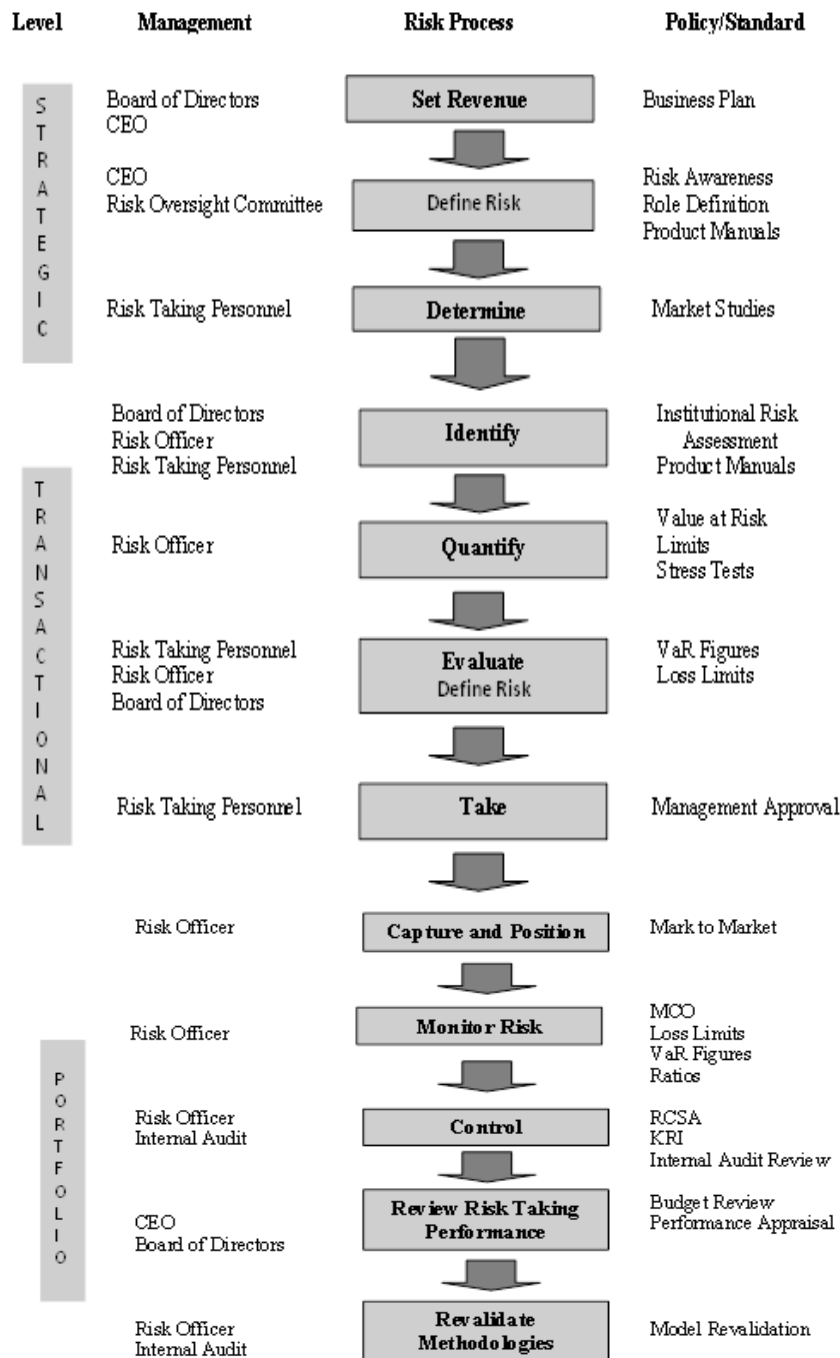 Level Management Risk Process Policy/Standard
STRATEGIC
Board of Directors Set Revenue Business Plan
CEO
CEO Risk Awareness
Risk Oversight Committee Define Risk Role Definition
Product Manuals
Risk Taking Personnel Determine Market Studies
TRANSACTIONAL
Board of Directors Institutional Risk
Risk Officer Identify Assessment
Risk Taking Personnel Product Manuals
Value at Risk
Risk Officer Quantify Limits
Stress Tests
Risk Taking Personnel Evaluate VaR Figures
Risk Officer Define Risk Loss Limits
Board of Directors
Risk Taking Personnel Take Management Approval
Risk Officer Capture and Position Mark to Market
PORTFOLIO
MCO
Risk Officer Monitor Risk Loss Limits
VaR Figures
Ratios
Risk Officer Control RCSA
Internal Audit KRI
Internal Audit Review
CEO Review Risk Taking Budget Review
Board of Directors Performance Performance Appraisal
Risk Officer Revalidate Model Revalidation
Internal Audit Methodologies